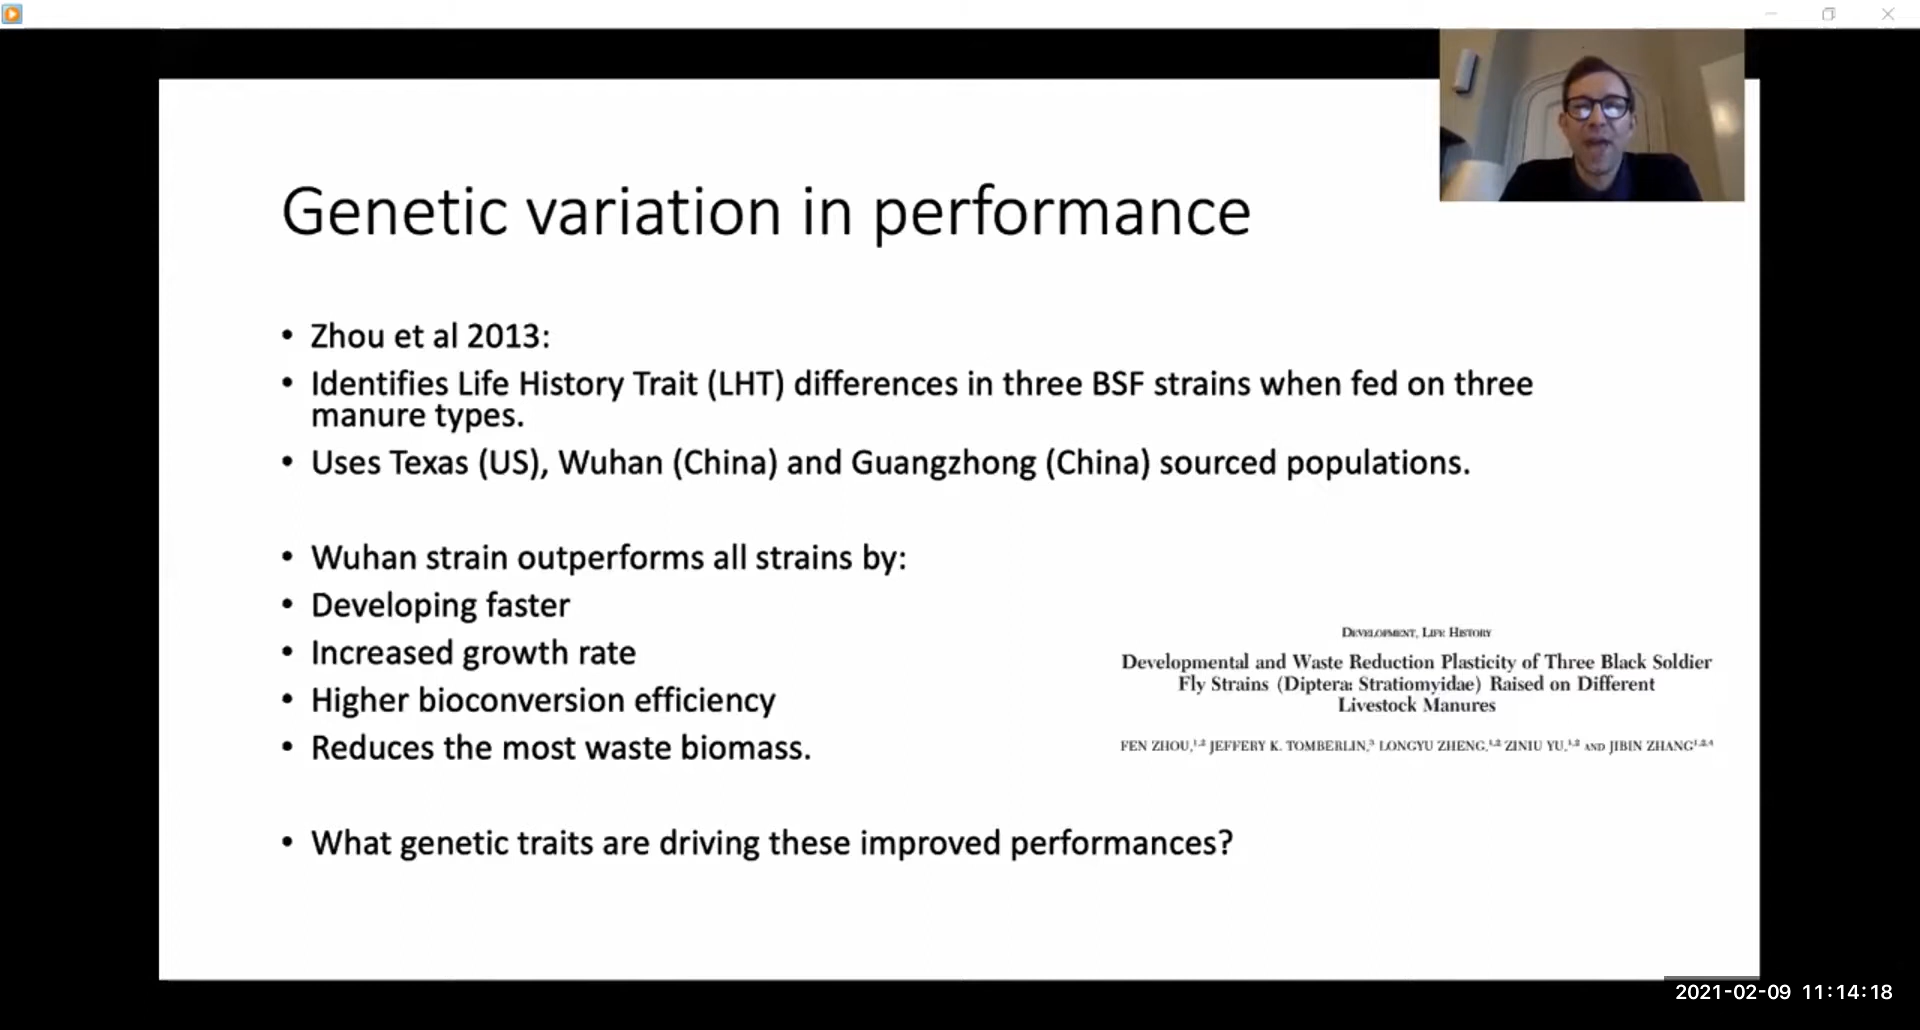 Genetic variation in performance
• Zhou et al 2013:
• Identifies Life History Trait (LHT) differences in three BSF strains when fed on three
manure types.
• Uses Texas (US), Wuhan (China) and Guangzhong (China) sourced populations.
• Wuhan strain outperforms all strains by:
• Developing faster
• Increased growth rate
• Higher bioconversion efficiency
• Reduces the most waste biomass.
• What genetic traits are driving these improved performances?
DEVELOPMENT, LIFE HISTORY
Developmental and Waste Reduction Plasticity of Three Black Soldier
Fly Strains (Diptera: Stratiomyidae) Raised on Different
Livestock Manures
FEN ZHOU,1,2 JEFFERY K. TOMBERLIN,3 LONGYU ZHENG,1,2 ZINIU YU,1,2 AND JIBIN ZHANG1,2,4
2021-02-09 11:14:18